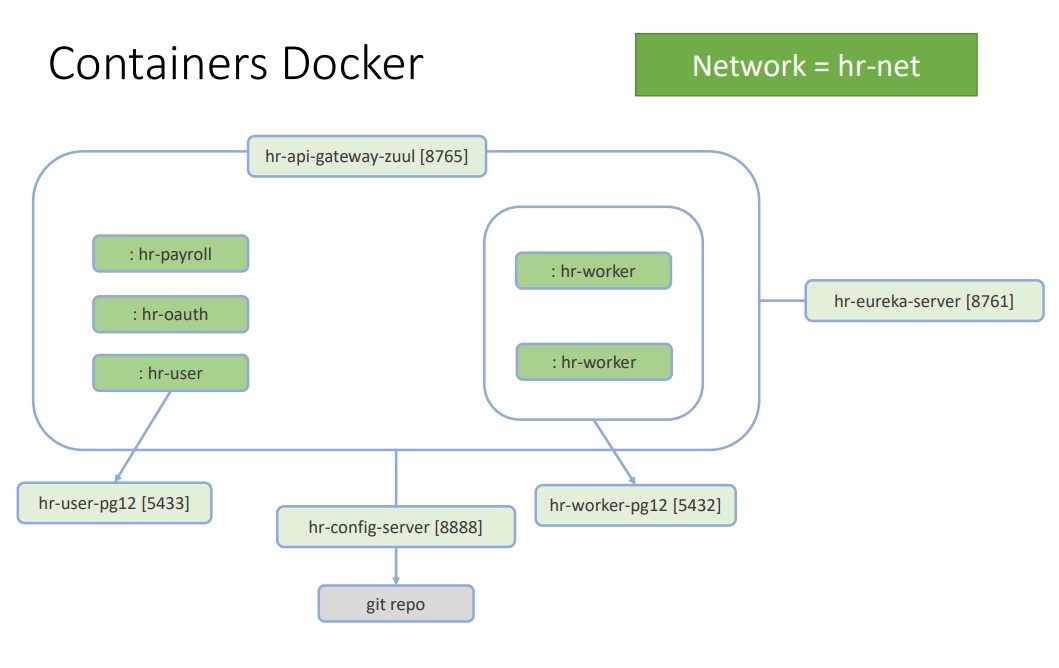 Containers Docker
Network = hr-net
hr-api-gateway-zuul [8765]
: hr-payroll
: hr-worker
hr-eureka-server [8761]
: hr-oauth
: hr-worker
: hr-user
hr-user-pg12 [5433]
hr-worker-pg12 [5432]
hr-config-server [8888]
git repo